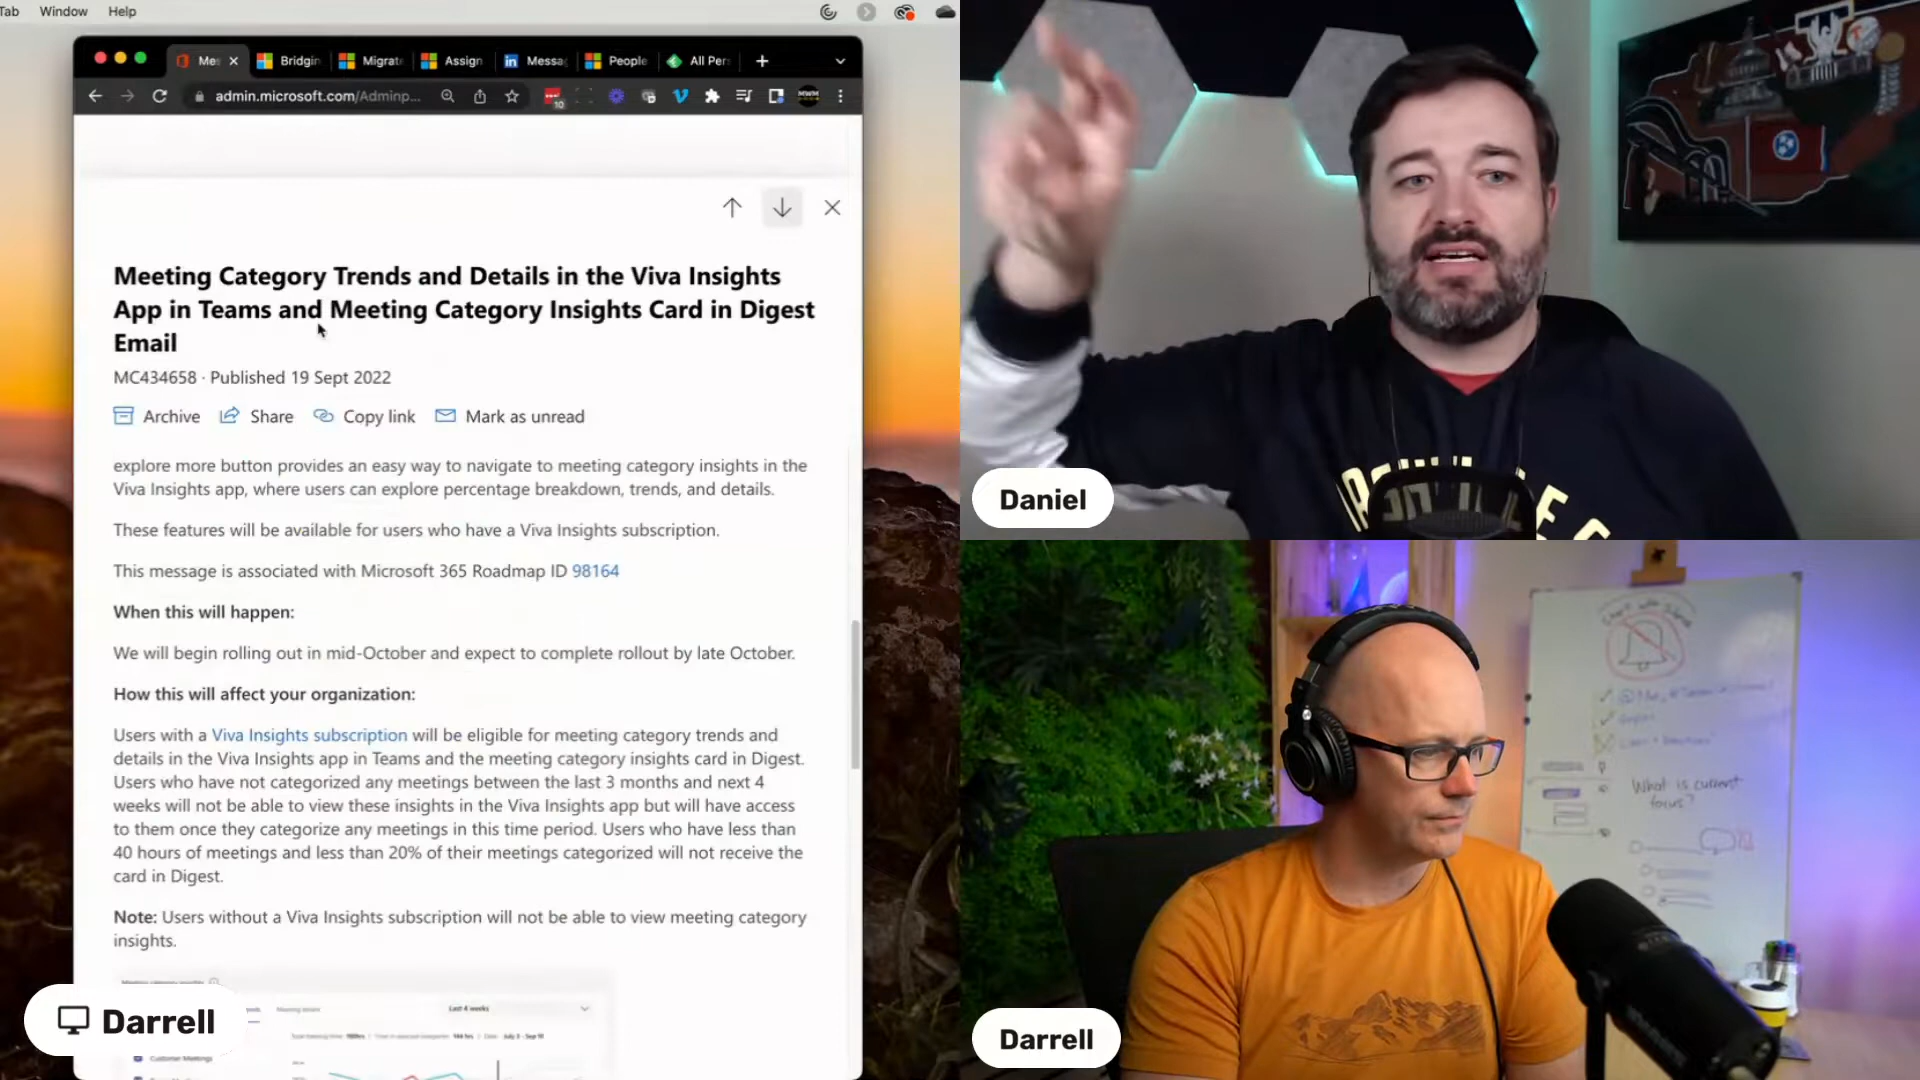 Tab Window Help
Me
Bridgin
Migrat
Assign
Messa
People
All Per
admin.microsoft.com/Adminp...
10
Meeting Category Trends and Details in the Viva Insights
App in Teams and Meeting Category Insights Card in Digest
Email
MC434658 · Published 19 Sept 2022
Archive Share Copy link Mark as unread
explore more button provides an easy way to navigate to meeting category insights in the
Viva Insights app, where users can explore percentage breakdown, trends, and details.
These features will be available for users who have a Viva Insights subscription.
This message is associated with Microsoft 365 Roadmap ID 98164
When this will happen:
We will begin rolling out in mid-October and expect to complete rollout by late October.
How this will affect your organization:
Users with a Viva Insights subscription will be eligible for meeting category trends and
details in the Viva Insights app in Teams and the meeting category insights card in Digest.
Users who have not categorized any meetings between the last 3 months and next 4
weeks will not be able to view these insights in the Viva Insights app but will have access
to them once they categorize any meetings in this time period. Users who have less than
40 hours of meetings and less than 20% of their meetings categorized will not receive the
card in Digest.
Note: Users without a Viva Insights subscription will not be able to view meeting category
insights.
Last 4 weeks
Customer Meetings
Darrell
Daniel
What is current
focus?
Darrell